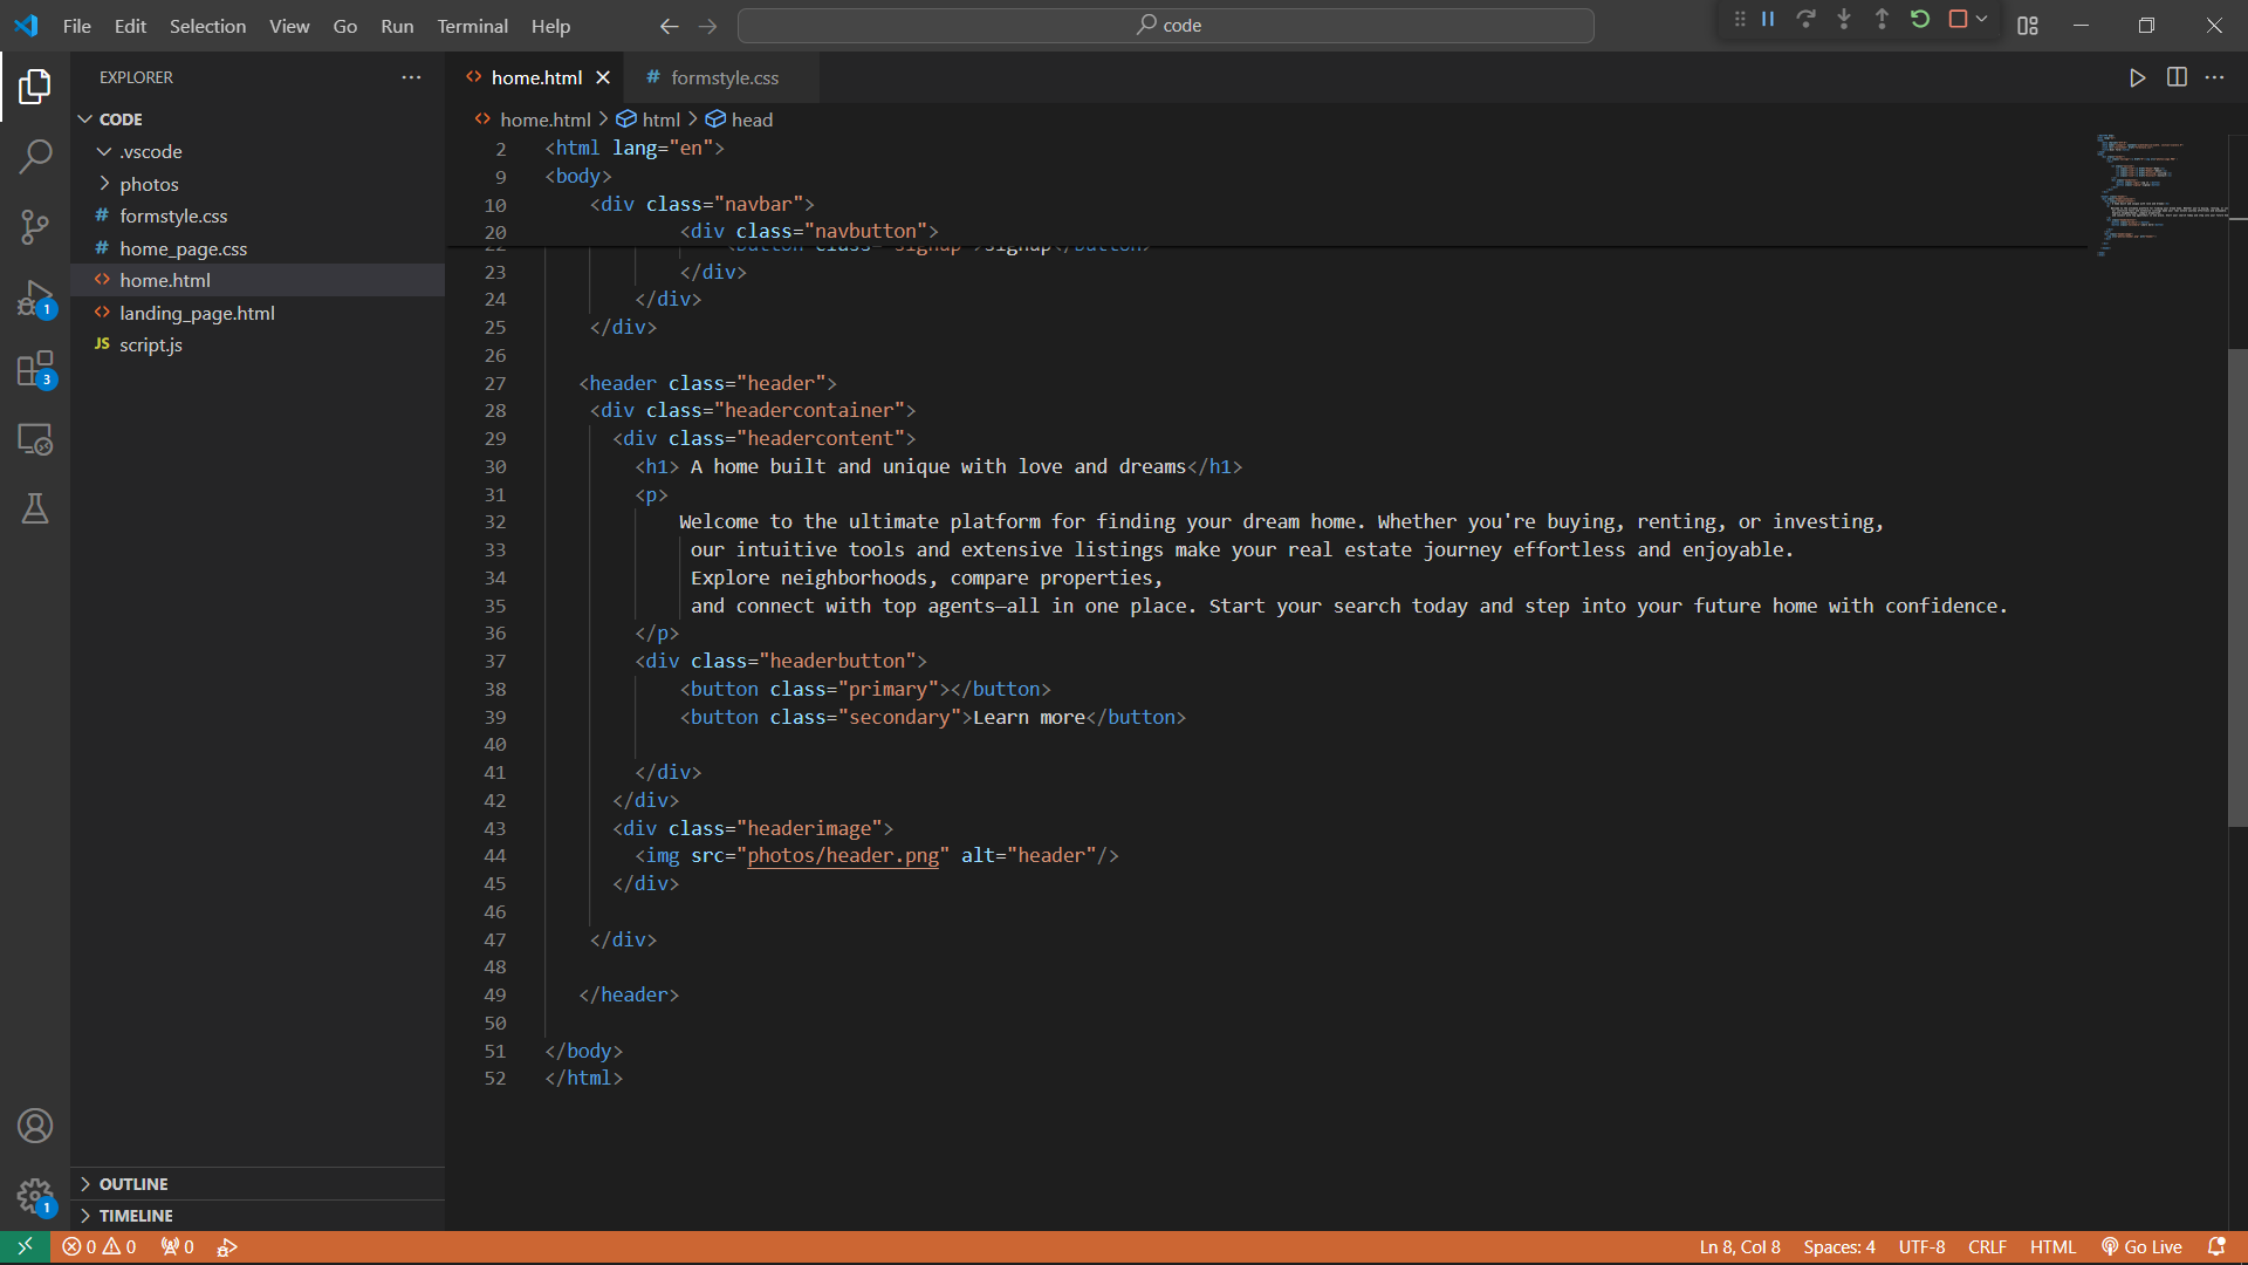 File Edit Selection View Go Run Terminal Help code
EXPLORER
CODE
.vscode
photos
# formstyle.css
# home_page.css
<> home.html
<> landing_page.html
JS script.js
OUTLINE
TIMELINE
<> home.html # formstyle.css
<> home.html > html > head
2 <html lang="en">
9 <body>
10 <div class="navbar">
20 <div class="navbutton">
22 <button class="signup">signup</button>
23 </div>
24 </div>
25 </div>
26
27 <header class="header">
28 <div class="headercontainer">
29 <div class="headercontent">
30 <h1> A home built and unique with love and dreams</h1>
31 <p>
32 Welcome to the ultimate platform for finding your dream home. Whether you're buying, renting, or investing,
33 our intuitive tools and extensive listings make your real estate journey effortless and enjoyable.
34 Explore neighborhoods, compare properties,
35 and connect with top agents—all in one place. Start your search today and step into your future home with confidence.
36 </p>
37 <div class="headerbutton">
38 <button class="primary"></button>
39 <button class="secondary">Learn more</button>
40
41 </div>
42 </div>
43 <div class="headerimage">
44 <img src="photos/header.png" alt="header"/>
45 </div>
46
47 </div>
48
49 </header>
50
51 </body>
52 </html>
1
3
1
0 0 0 Ln 8, Col 8 Spaces: 4 UTF-8 CRLF HTML Go Live